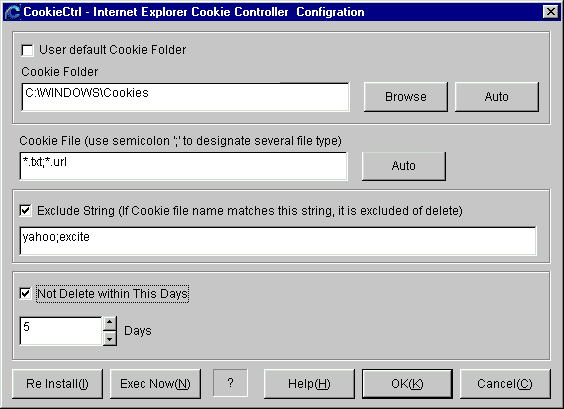 CookieCtrl - Internet Explorer Cookie Controller Configration
User default Cookie Folder
Cookie Folder
C:\WINDOWS\Cookies
Browse
Auto
Cookie File (use semicolon ';' to designate several file type)
*.txt;*.url
Auto
Exclude String (If Cookie file name matches this string, it is excluded of delete)
yahoo;excite
Not Delete within This Days
5
Days
Re Install(I)
Exec Now(N)
?
Help(H)
OK(K)
Cancel(C)